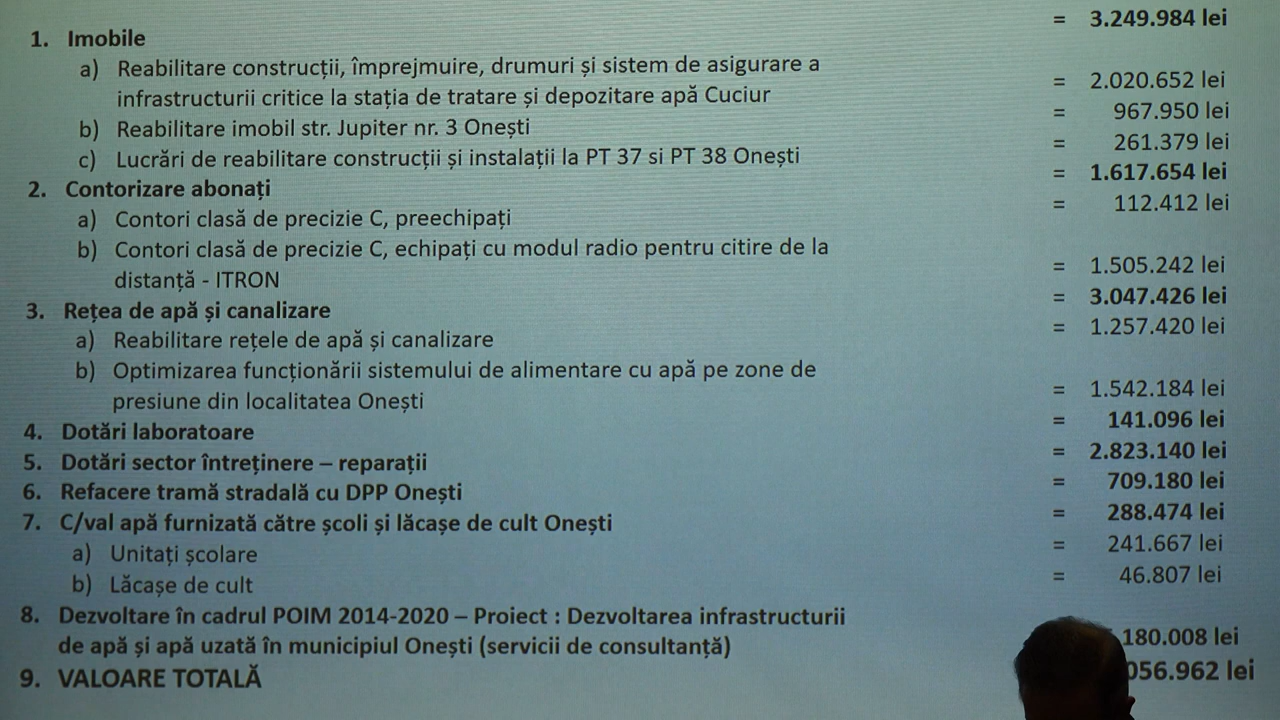 = 3.249.984 lei
1. Imobile
a) Reabilitare construcții, împrejmuire, drumuri și sistem de asigurare a
infrastructurii critice la stația de tratare și depozitare apă Cuciur = 2.020.652 lei
b) Reabilitare imobil str. Jupiter nr. 3 Onești = 967.950 lei
c) Lucrări de reabilitare construcții și instalații la PT 37 si PT 38 Onești = 261.379 lei
2. Contorizare abonați = 1.617.654 lei
a) Contori clasă de precizie C, preechipați = 112.412 lei
b) Contori clasă de precizie C, echipați cu modul radio pentru citire de la
distanță - ITRON = 1.505.242 lei
3. Rețea de apă și canalizare = 3.047.426 lei
a) Reabilitare rețele de apă și canalizare = 1.257.420 lei
b) Optimizarea funcționării sistemului de alimentare cu apă pe zone de
presiune din localitatea Onești = 1.542.184 lei
4. Dotări laboratoare = 141.096 lei
5. Dotări sector întreținere – reparații = 2.823.140 lei
6. Refacere tramă stradală cu DPP Onești = 709.180 lei
7. C/val apă furnizată către școli și lăcașe de cult Onești = 288.474 lei
a) Unitați școlare = 241.667 lei
b) Lăcașe de cult = 46.807 lei
8. Dezvoltare în cadrul POIM 2014-2020 – Proiect : Dezvoltarea infrastructurii
de apă și apă uzată în municipiul Onești (servicii de consultanță) 180.008 lei
9. VALOARE TOTALĂ 056.962 lei